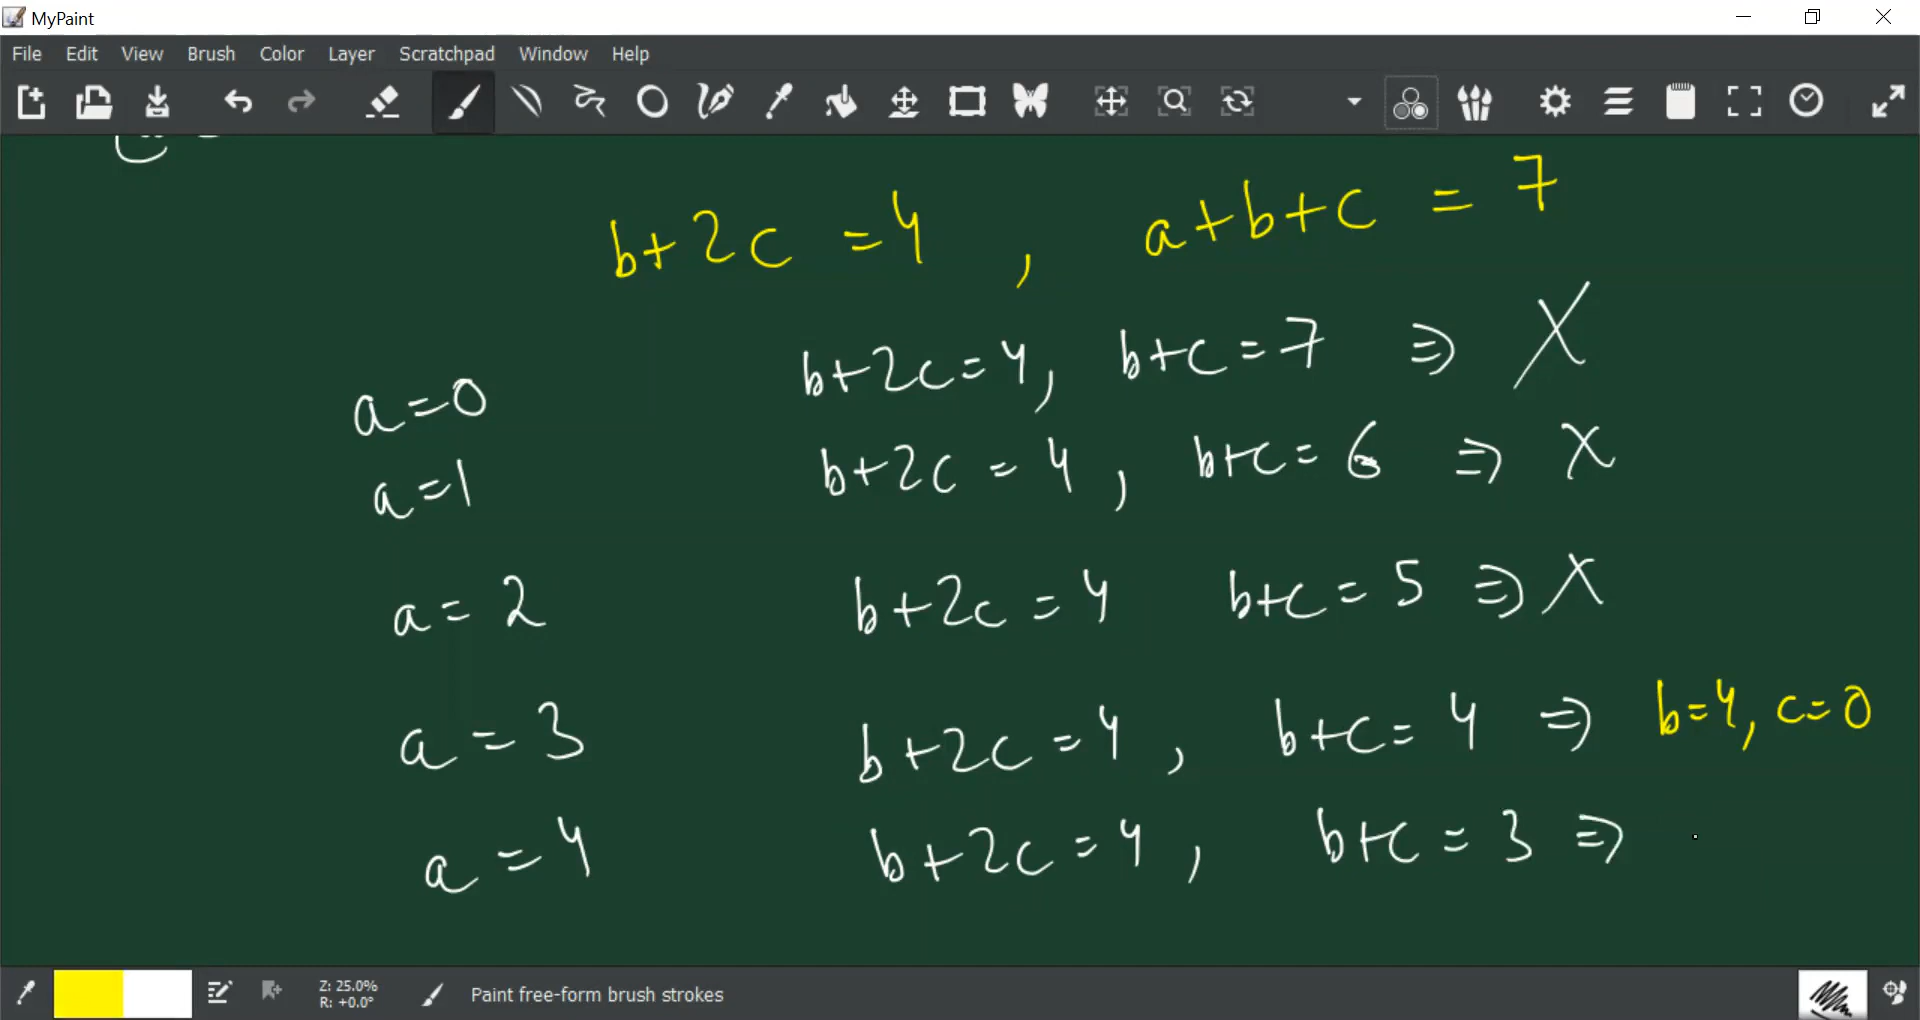 MyPaint
File Edit View Brush Color Layer Scratchpad Window Help
b+2c =4 , a+b+c = 7
a=0 b+2c=4, b+c=7 ⇒ X
a=1 b+2c = 4 , b+c= 6 ⇒ X
a= 2 b+2c =4 b+c = 5 ⇒ X
a = 3 b+2c =4 , b+c= 4 ⇒ b=4, c=0
a =4 b+2c=4 , b+c = 3 ⇒
Z: 25.0%
R: +0.0°
Paint free-form brush strokes